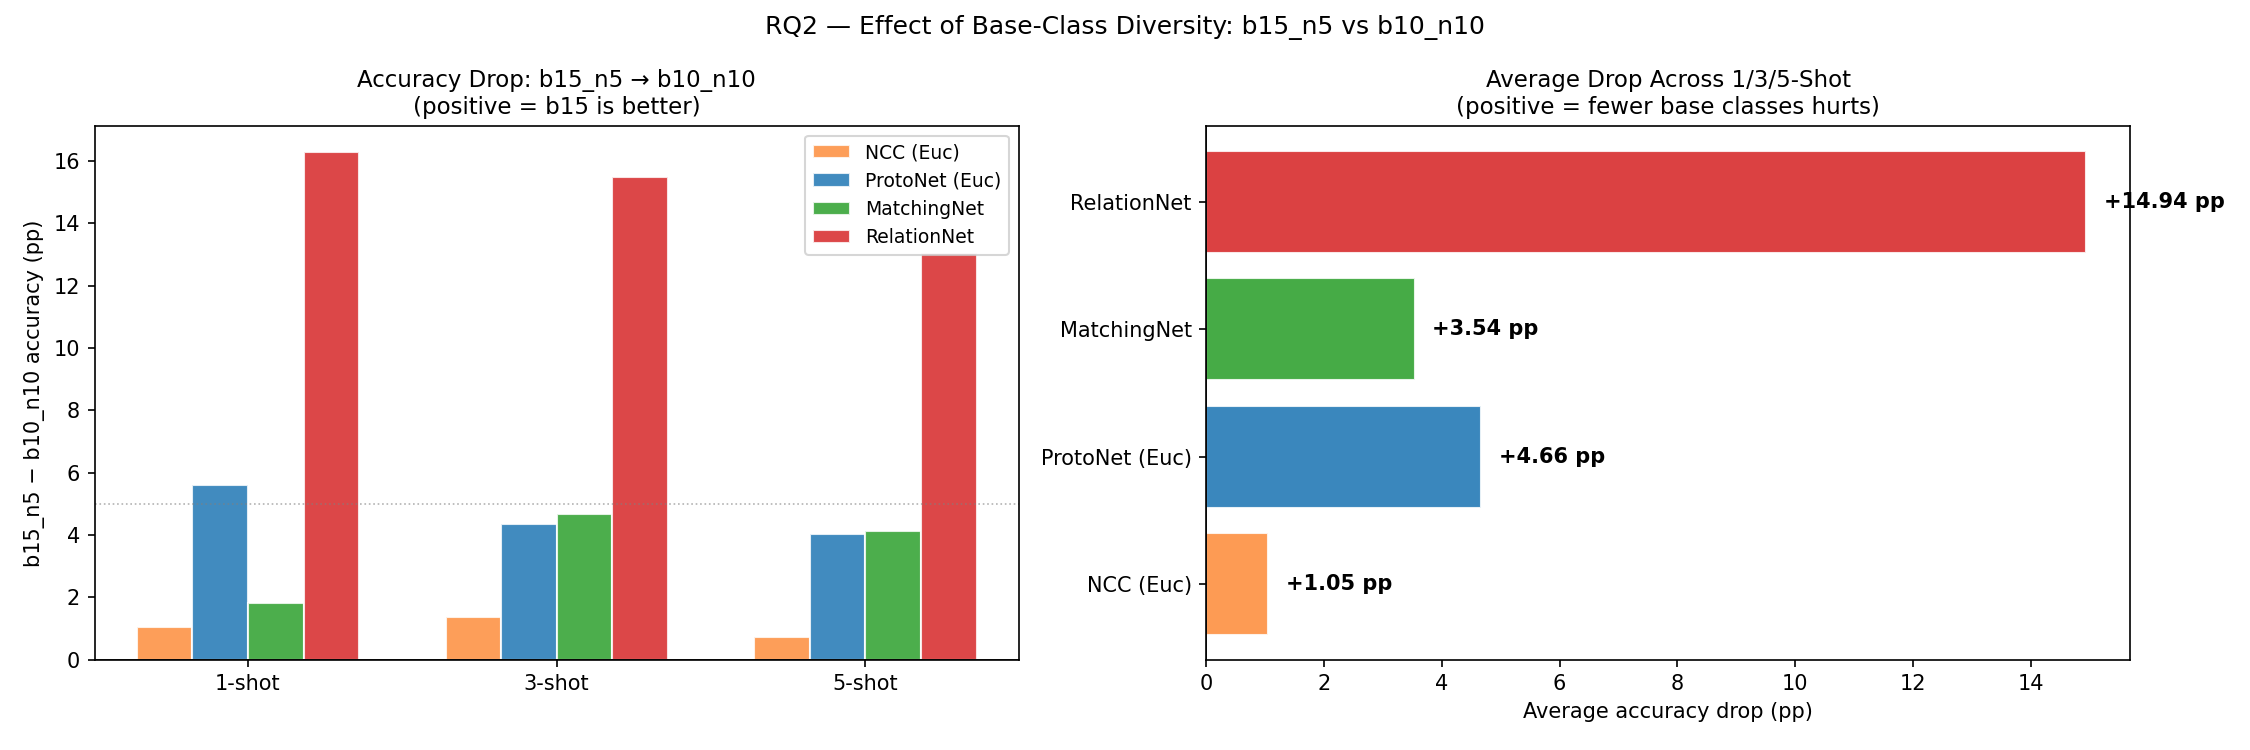 RQ2 — Effect of Base-Class Diversity: b15_n5 vs b10_n10
Accuracy Drop: b15_n5 → b10_n10
(positive = b15 is better)
b15_n5 − b10_n10 accuracy (pp)
16
14
12
10
8
6
4
2
0
NCC (Euc)
ProtoNet (Euc)
MatchingNet
RelationNet
1-shot
3-shot
5-shot
Average Drop Across 1/3/5-Shot
(positive = fewer base classes hurts)
RelationNet
+14.94 pp
MatchingNet
+3.54 pp
ProtoNet (Euc)
+4.66 pp
NCC (Euc)
+1.05 pp
0
2
4
6
8
10
12
14
Average accuracy drop (pp)